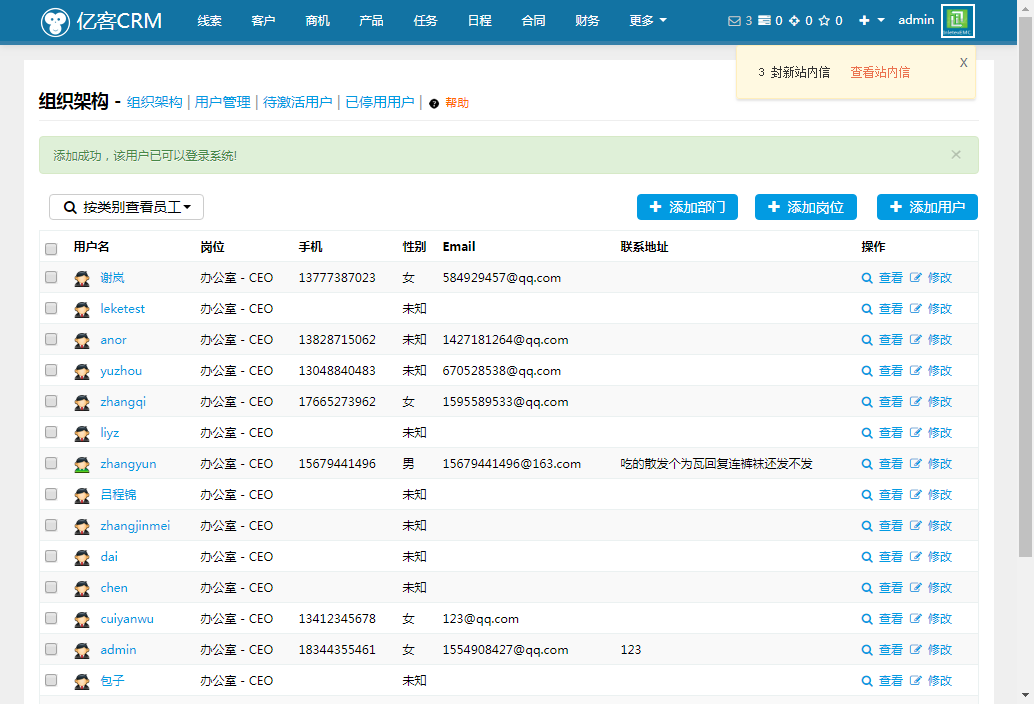 亿客CRM 线索 客户 商机 产品 任务 日程 合同 财务 更多 3 0 0 0 admin
3 封新站内信 查看站内信 X
组织架构 - 组织架构 | 用户管理 | 待激活用户 | 已停用用户 | 帮助
添加成功，该用户已可以登录系统! ×
按类别查看员工 添加部门 添加岗位 添加用户
用户名 岗位 手机 性别 Email 联系地址 操作
谢岚 办公室 - CEO 13777387023 女 584929457@qq.com 查看 修改
leketest 办公室 - CEO 未知 查看 修改
anor 办公室 - CEO 13828715062 未知 1427181264@qq.com 查看 修改
yuzhou 办公室 - CEO 13048840483 未知 670528538@qq.com 查看 修改
zhangqi 办公室 - CEO 17665273962 女 1595589533@qq.com 查看 修改
liyz 办公室 - CEO 未知 查看 修改
zhangyun 办公室 - CEO 15679441496 男 15679441496@163.com 吃的散发个为瓦回复连裤袜还发不发 查看 修改
吕程锦 办公室 - CEO 未知 查看 修改
zhangjinmei 办公室 - CEO 未知 查看 修改
dai 办公室 - CEO 未知 查看 修改
chen 办公室 - CEO 未知 查看 修改
cuiyanwu 办公室 - CEO 13412345678 女 123@qq.com 查看 修改
admin 办公室 - CEO 18344355461 女 1554908427@qq.com 123 查看 修改
包子 办公室 - CEO 未知 查看 修改